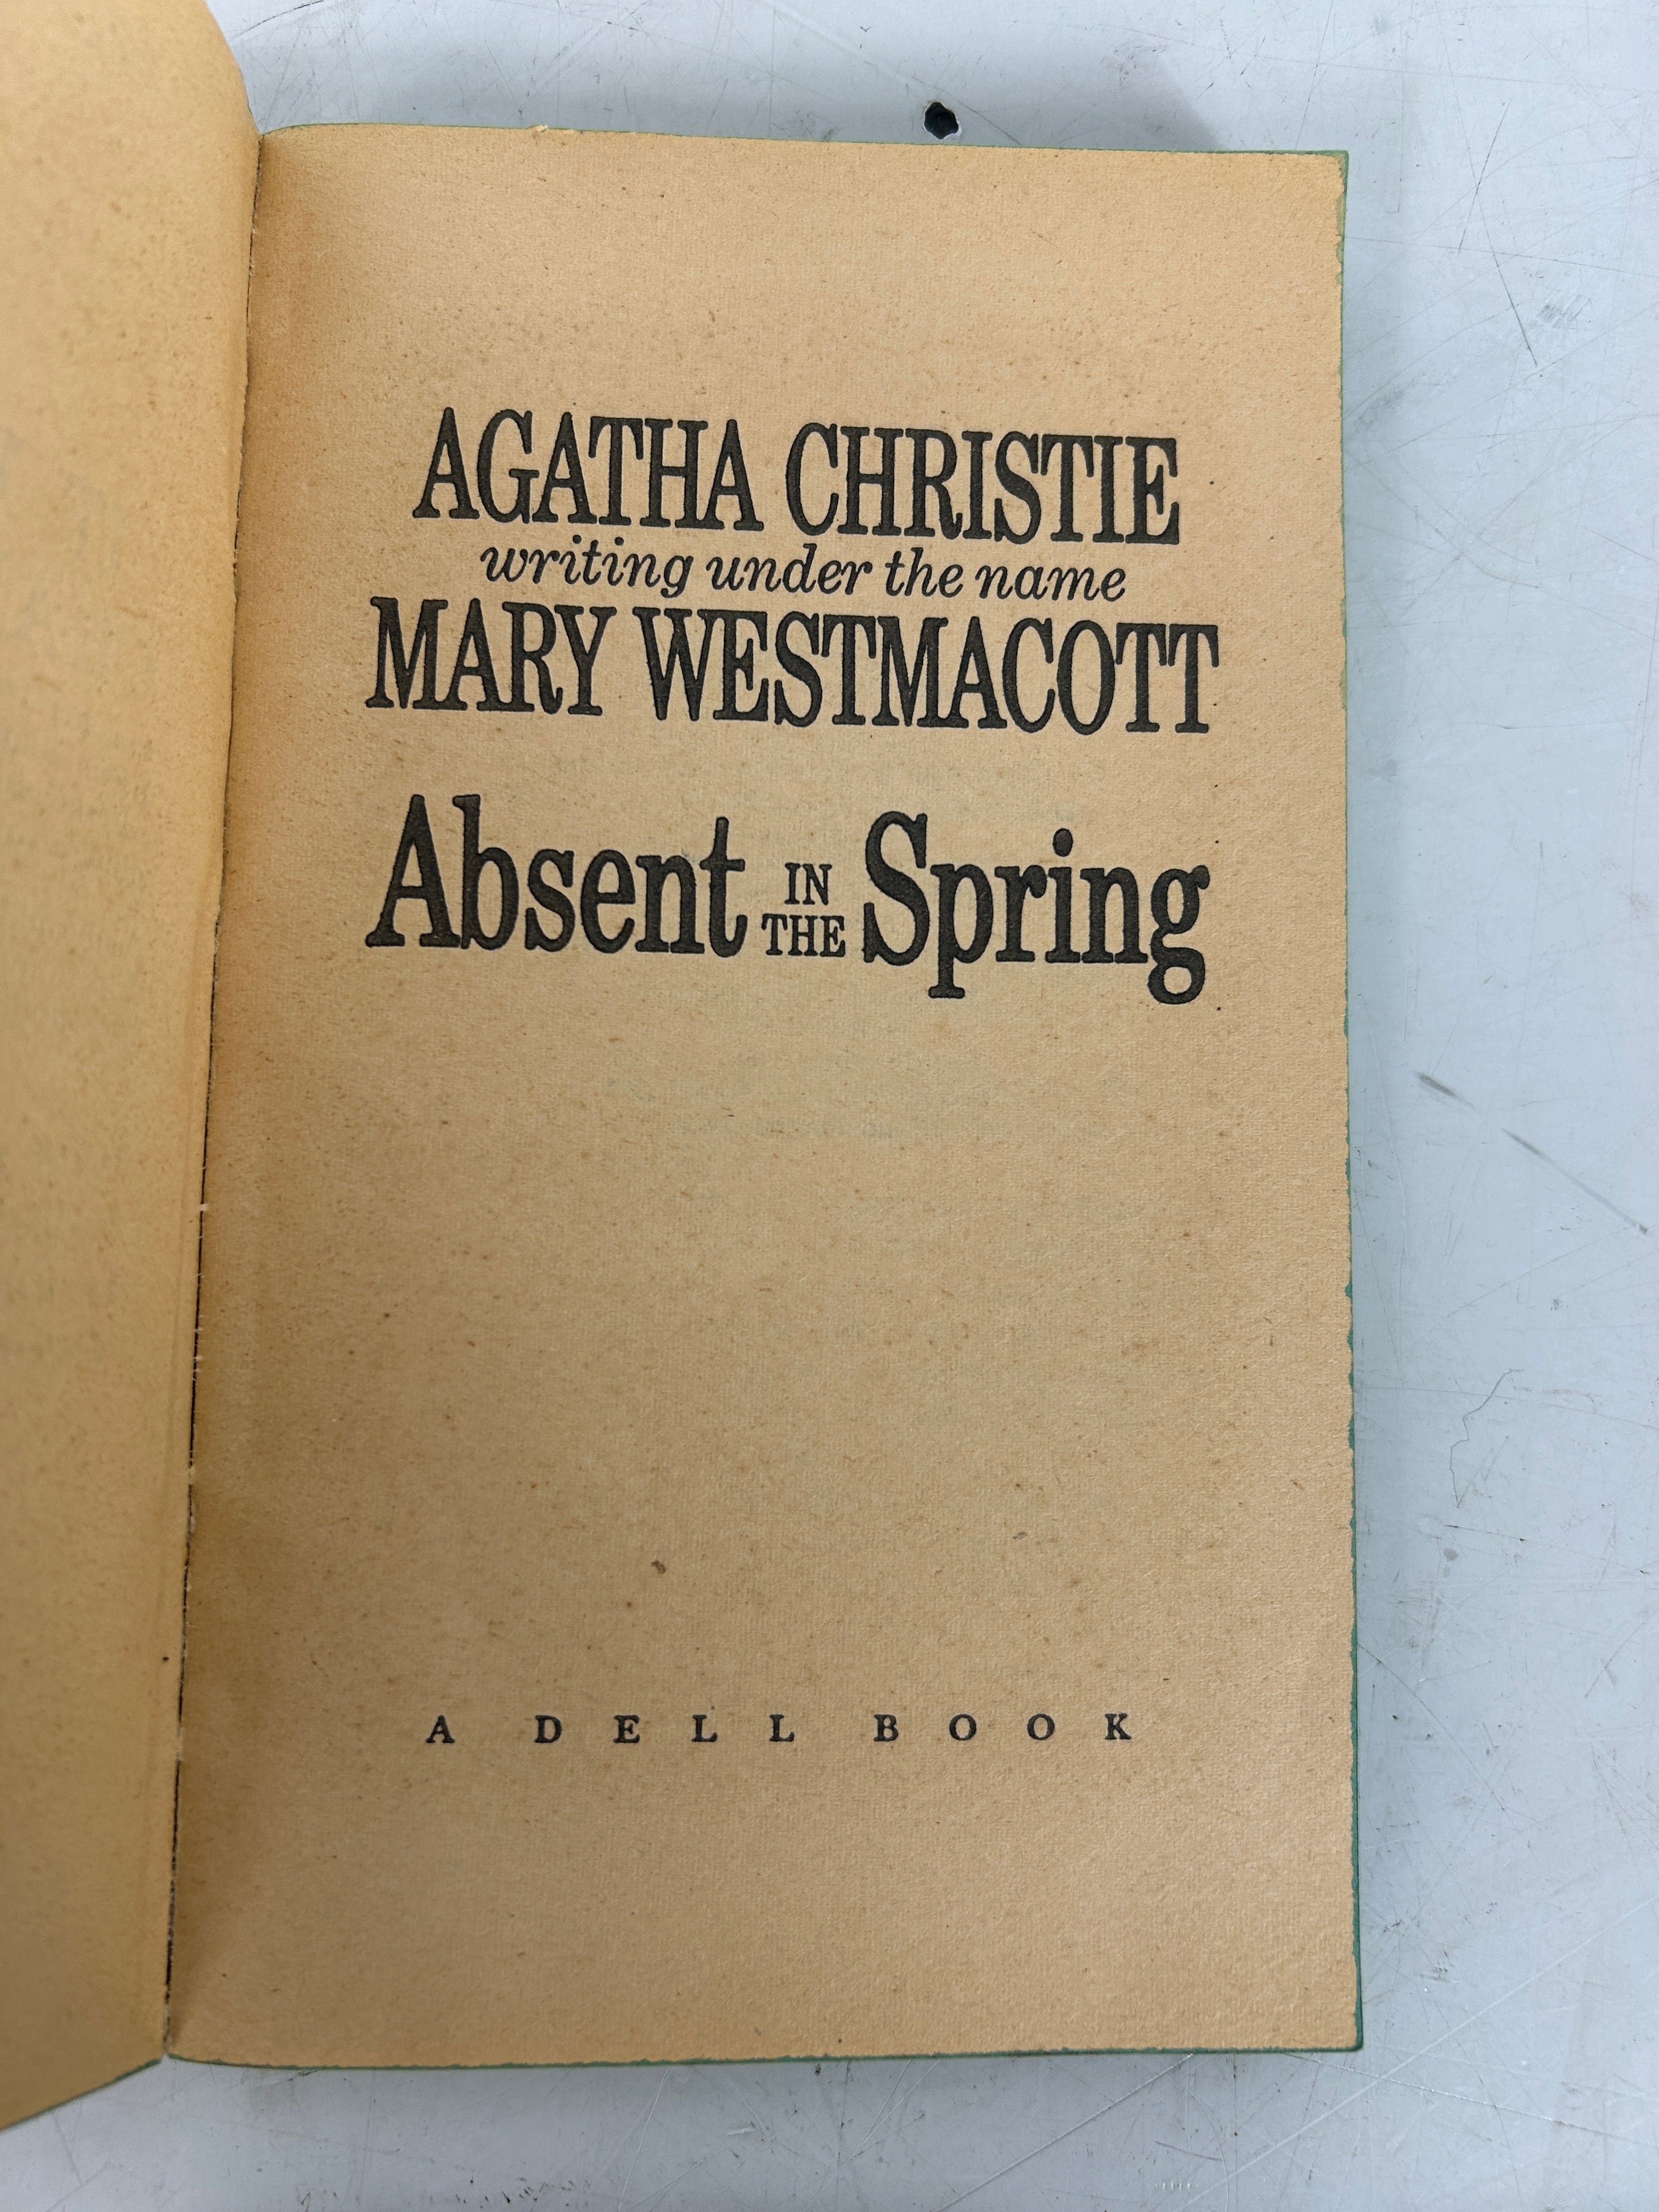 AGATHA CHRISTIE
writing under the name
MARY WESTMACOTT
Absent IN THE Spring
A DELL BOOK